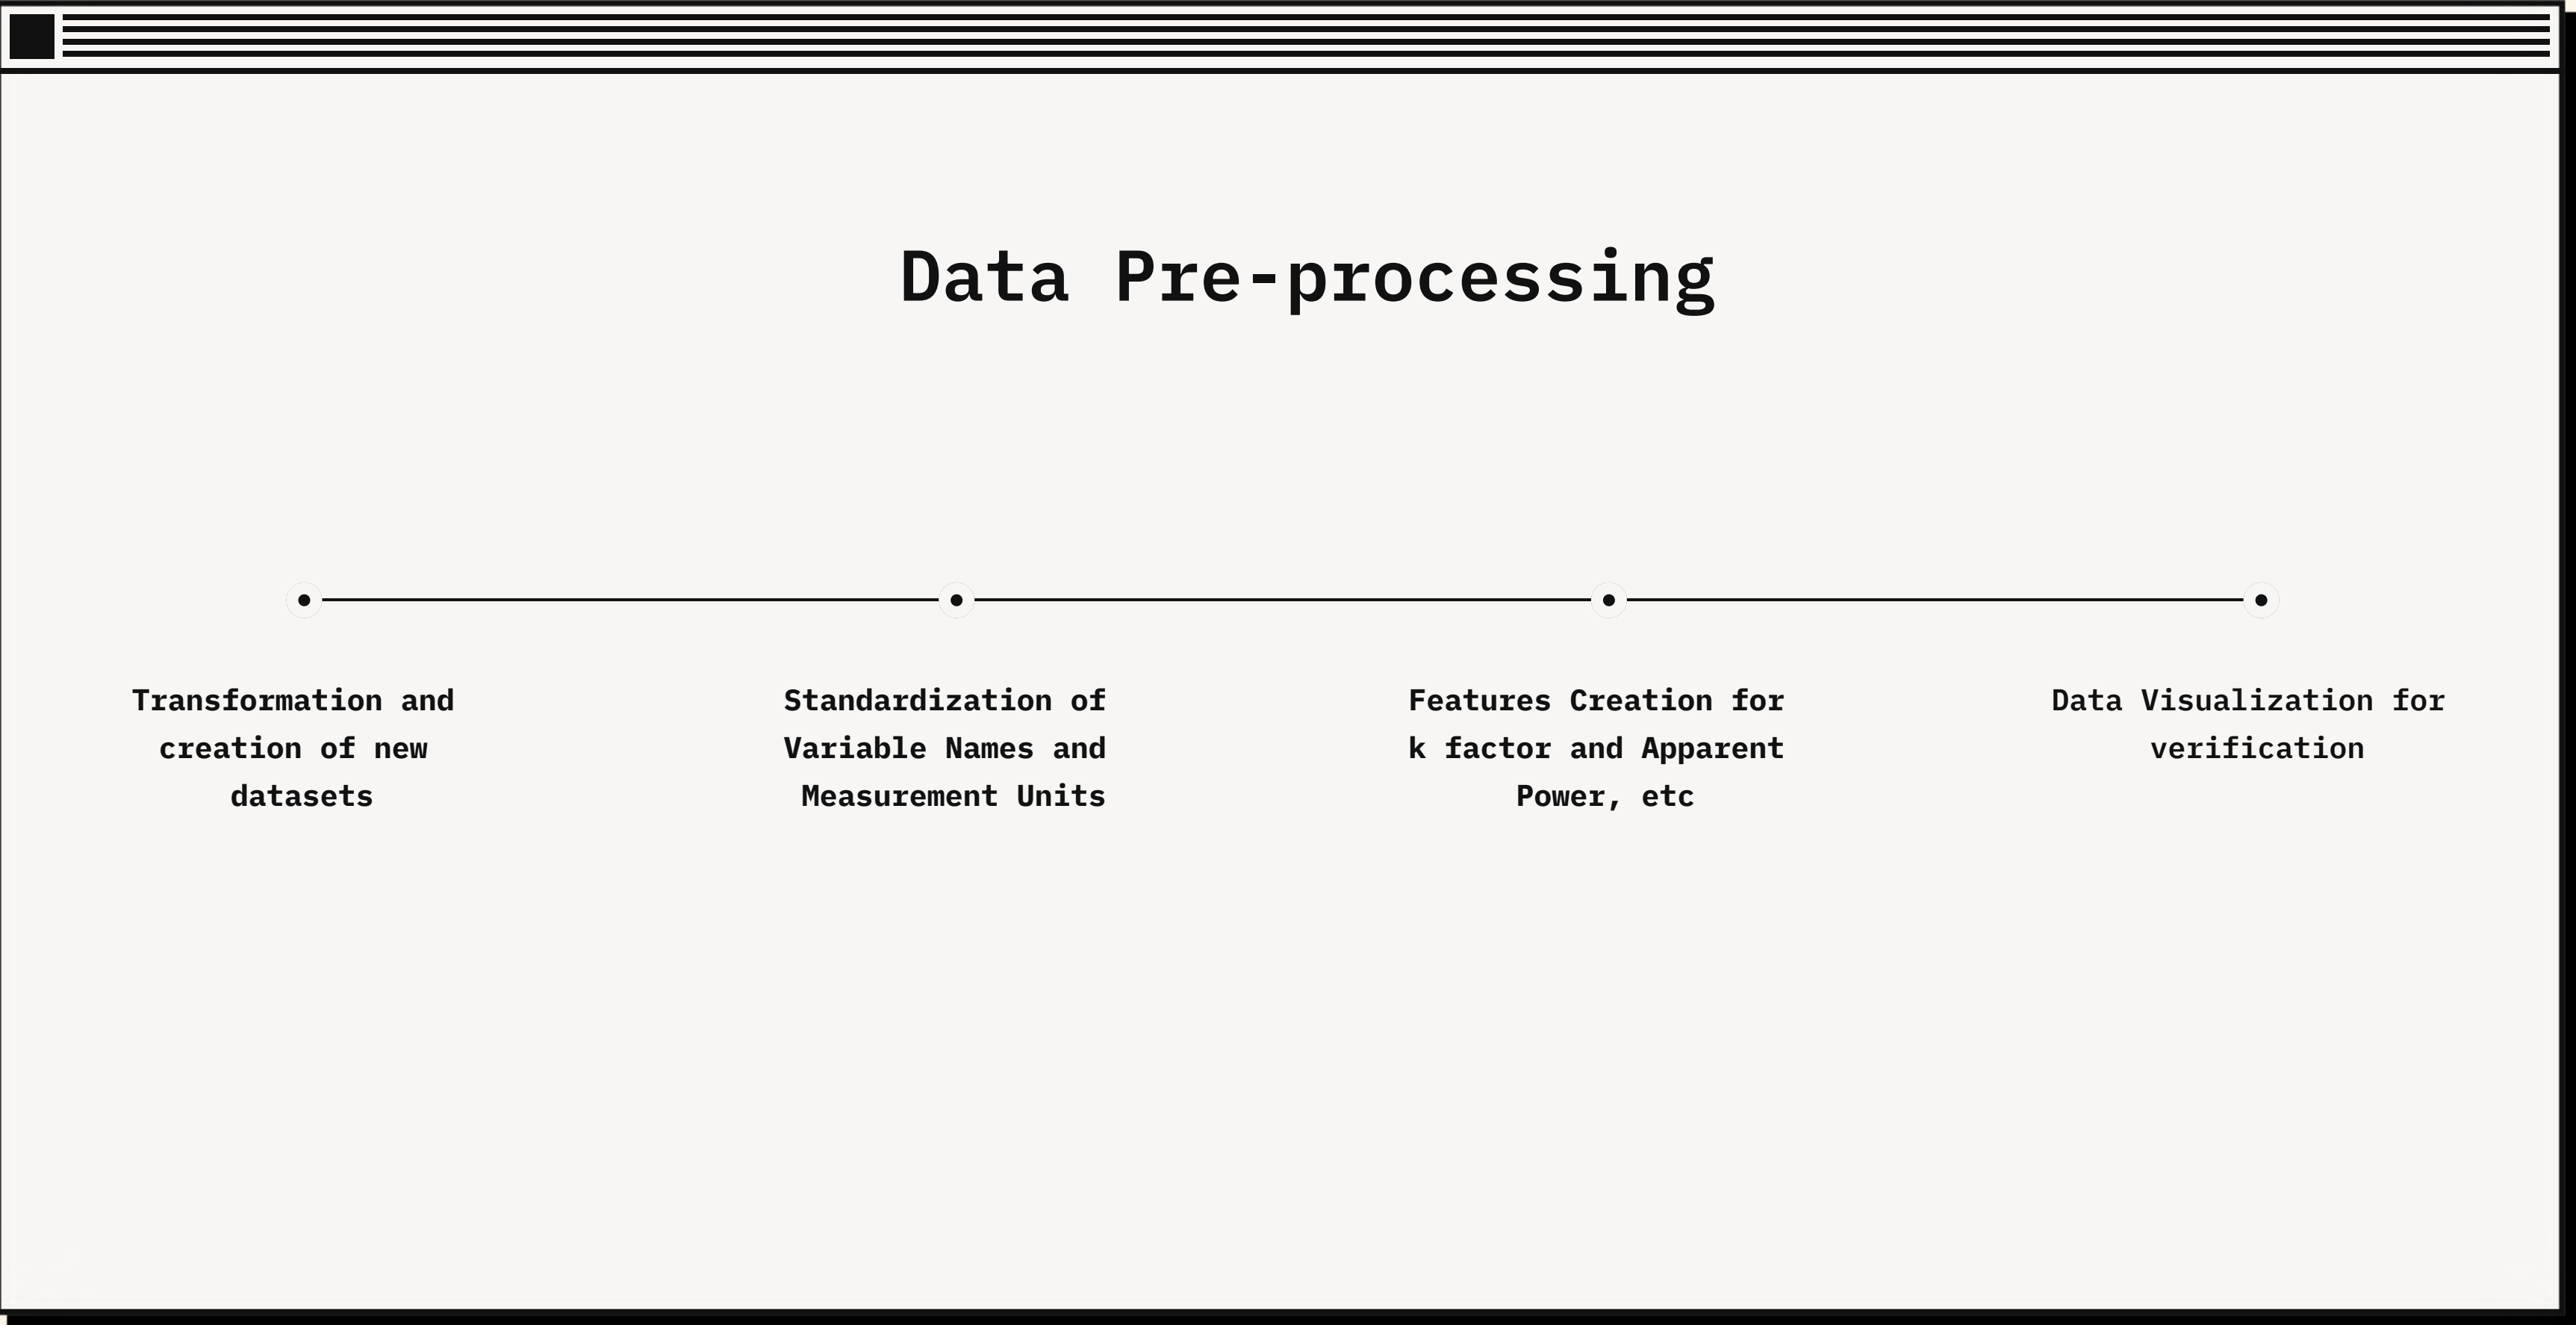 Data Pre-processing
Transformation and
creation of new
datasets
Standardization of
Variable Names and
Measurement Units
Features Creation for
k factor and Apparent
Power, etc
Data Visualization for
verification